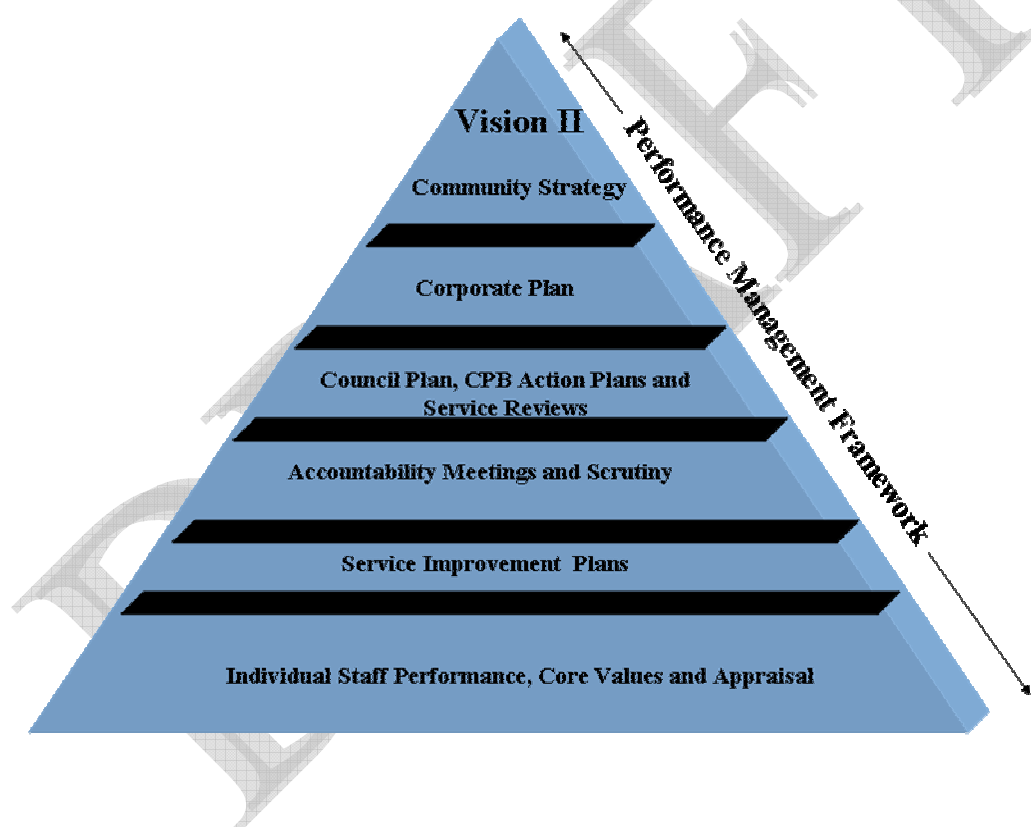 Vision II
Community Strategy
Corporate Plan
Council Plan, CPB Action Plans and
Service Reviews
Accountability Meetings and Scrutiny
Service Improvement Plans
Individual Staff Performance, Core Values and Appraisal
Performance Management Framework